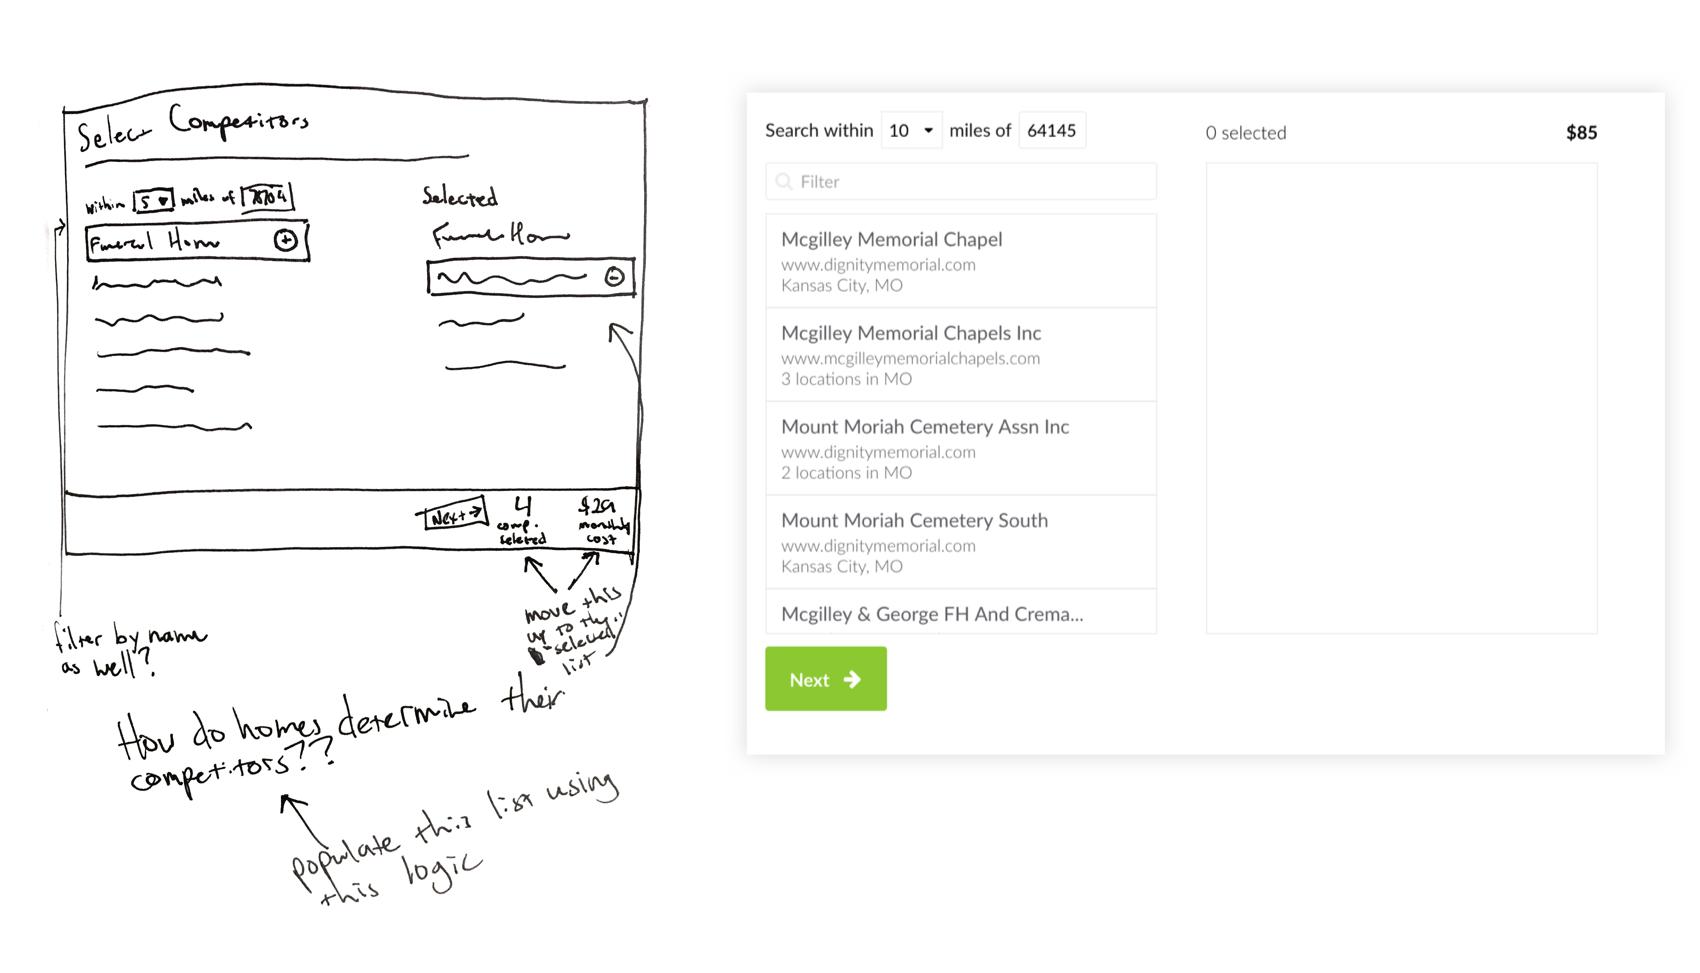 Select Competitors
within 5 miles of 78704
Funeral Home
Selected
Funeral Home
Next →
4
comp.
selected
$29
monthly
cost
move this
up to the
selected
list
filter by name
as well?
How do homes determine their
competitors??
populate this list using
this logic
Search within 10 miles of 64145
Filter
Mcgilley Memorial Chapel
www.dignitymemorial.com
Kansas City, MO
Mcgilley Memorial Chapels Inc
www.mcgilleymemorialchapels.com
3 locations in MO
Mount Moriah Cemetery Assn Inc
www.dignitymemorial.com
2 locations in MO
Mount Moriah Cemetery South
www.dignitymemorial.com
Kansas City, MO
Mcgilley & George FH And Crema...
Next
0 selected
$85